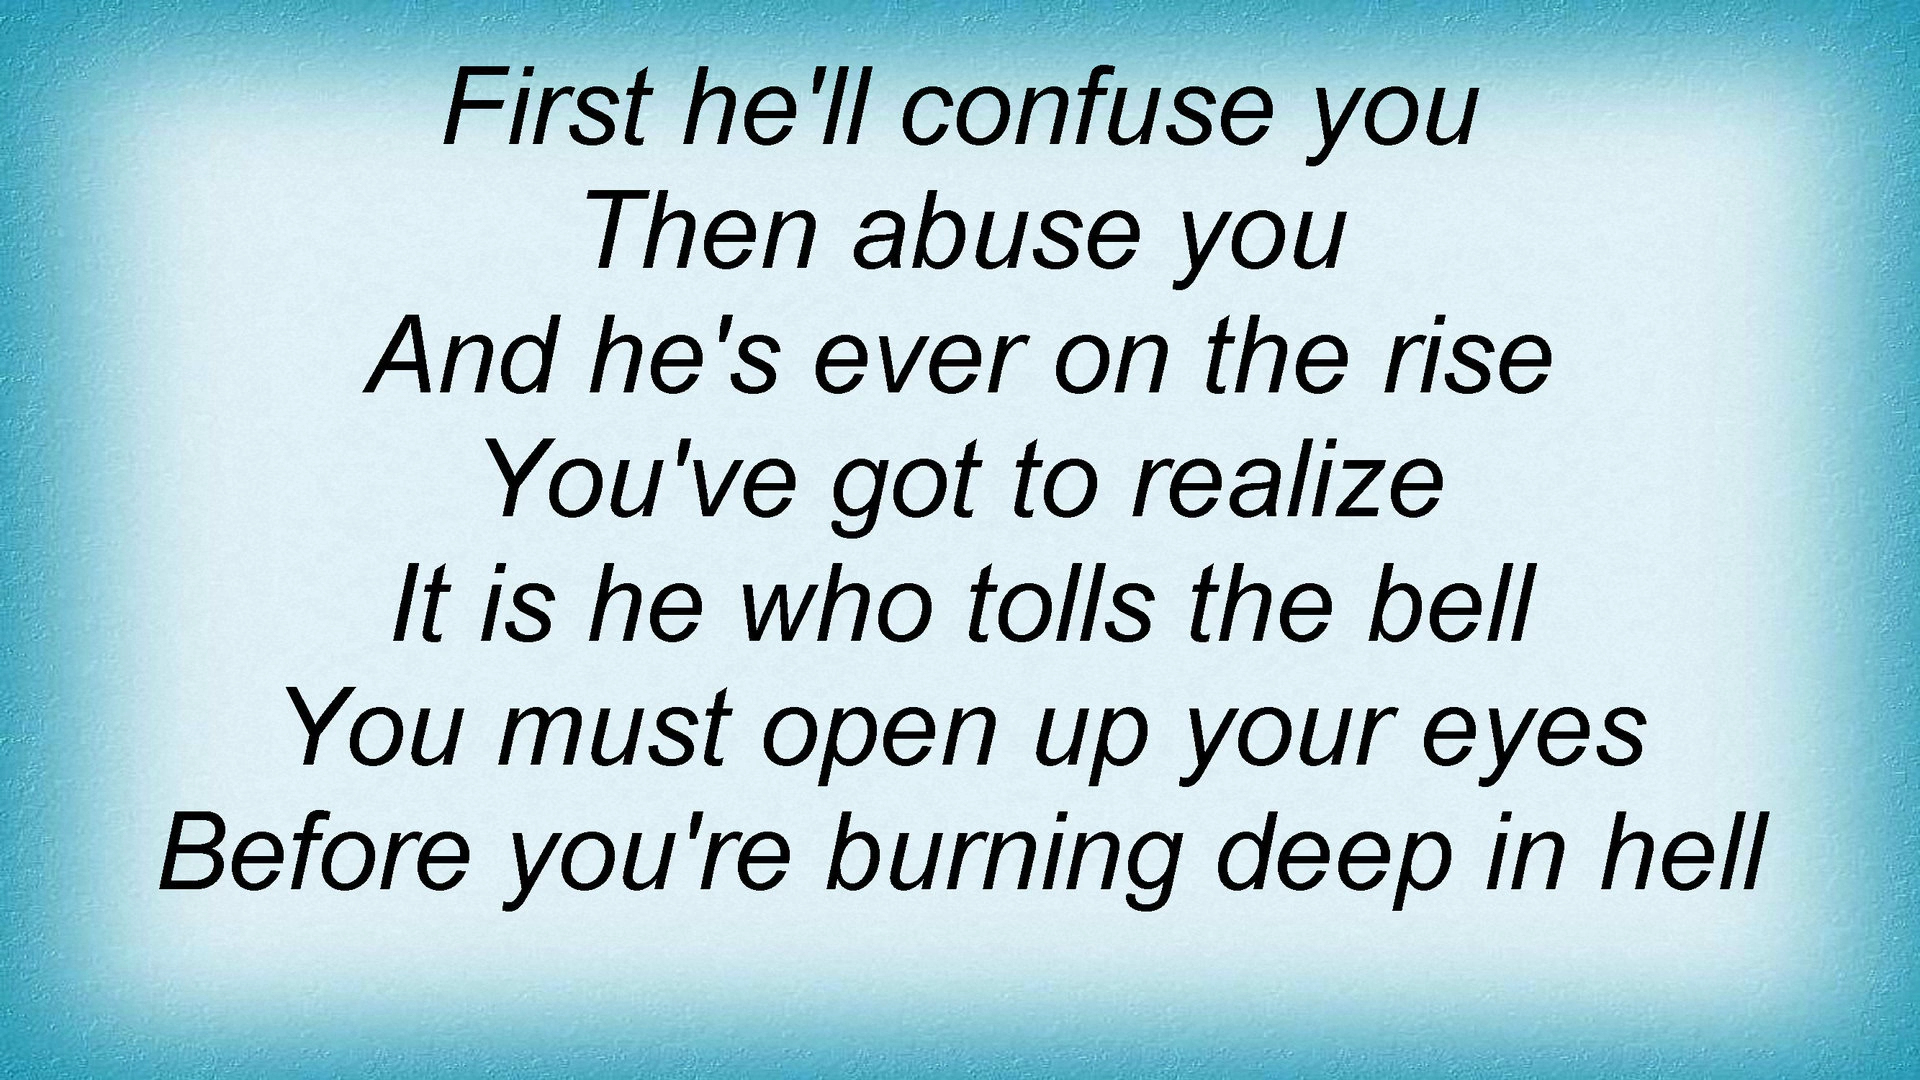 First he'll confuse you
Then abuse you
And he's ever on the rise
You've got to realize
It is he who tolls the bell
You must open up your eyes
Before you're burning deep in hell